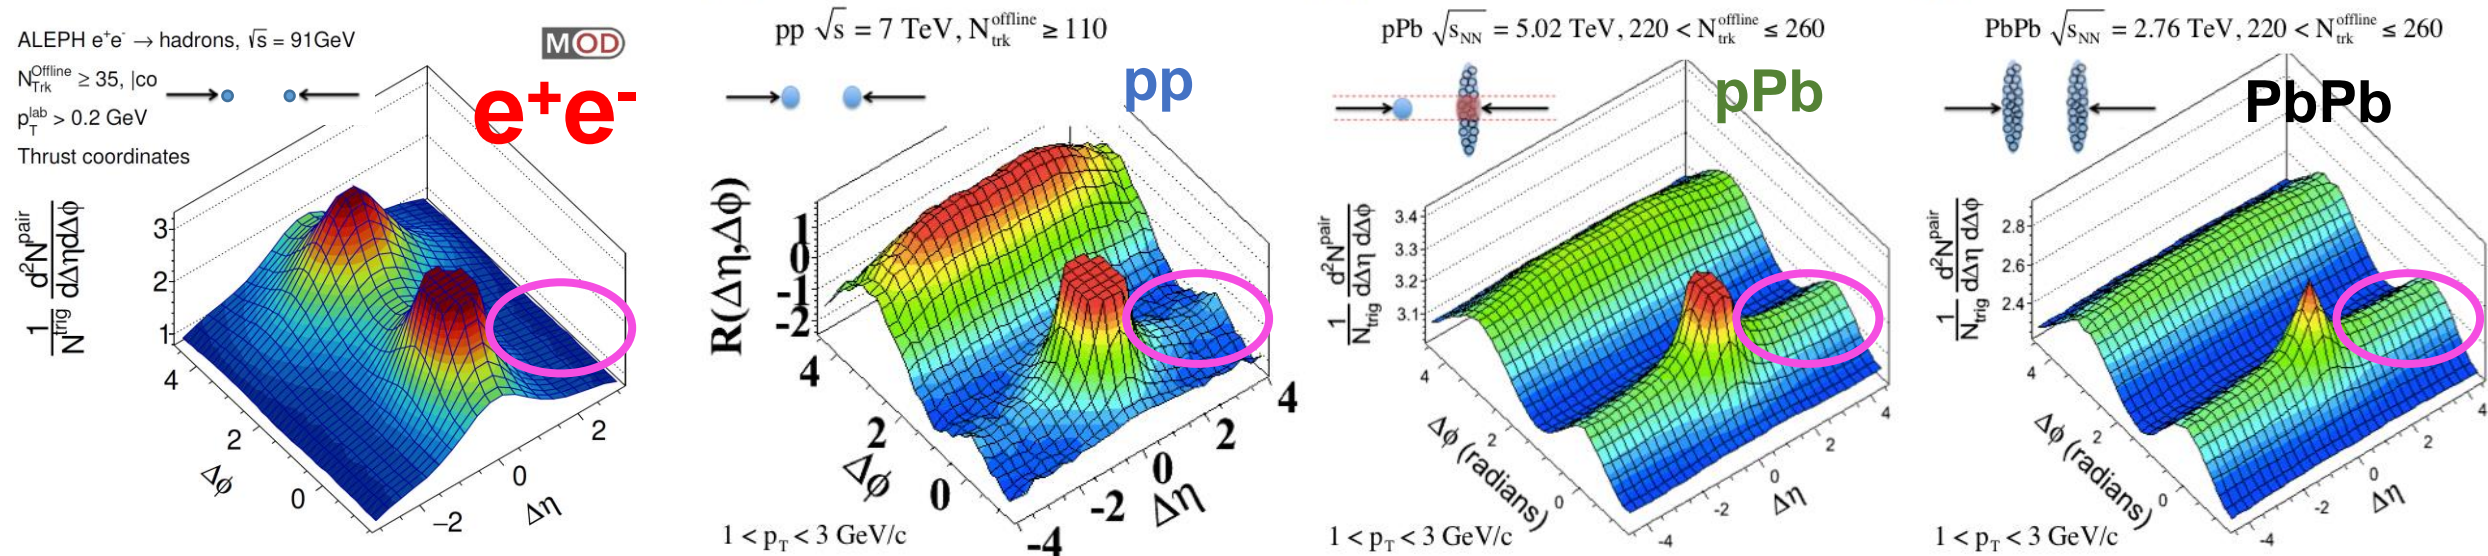 ALEPH e⁺e⁻ → hadrons, √s = 91GeV
N_Trk^Offline ≥ 35, |co
p_T^lab > 0.2 GeV
Thrust coordinates
MOD
e⁺e⁻
1/N^trig d²N^pair/dΔηdΔϕ
3
2
1
4
2
0
Δϕ
−2
0
2
Δη
pp √s = 7 TeV, N_trk^offline ≥ 110
pp
R(Δη,Δϕ)
1
0
-1
-2
4
2
0
Δϕ
-4
-2
0
2
4
Δη
1 < p_T < 3 GeV/c
pPb √s_NN = 5.02 TeV, 220 < N_trk^offline ≤ 260
pPb
1/N_trig d²N^pair/dΔη dΔϕ
3.4
3.3
3.2
3.1
4
2
0
Δϕ (radians)
-4
-2
0
2
4
Δη
1 < p_T < 3 GeV/c
PbPb √s_NN = 2.76 TeV, 220 < N_trk^offline ≤ 260
PbPb
1/N_trig d²N^pair/dΔη dΔϕ
2.8
2.6
2.4
4
2
0
Δϕ (radians)
-4
-2
0
2
4
Δη
1 < p_T < 3 GeV/c